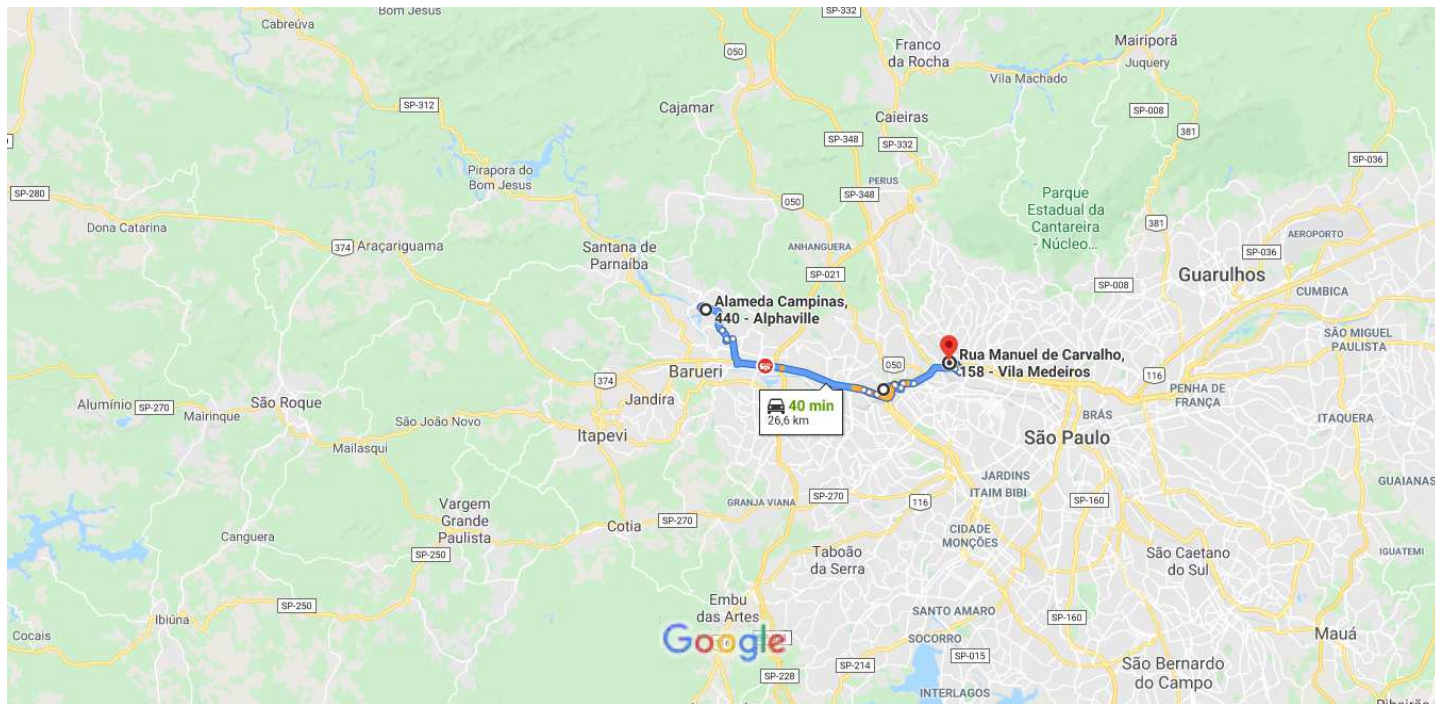 Bom Jesus
SP-332
Cabreúva
Franco
da Rocha
Mairiporã
Juquery
050
Vila Machado
SP-312
Cajamar
Caieiras
SP-008
381
SP-348
SP-332
SP-036
Pirapora do
Bom Jesus
PERUS
SP-280
SP-348
Parque
Estadual da
Cantareira
- Núcleo...
050
Dona Catarina
381
AEROPORTO
374
Araçariguama
Santana de
Parnaíba
ANHANGUERA
SP-036
SP-021
Guarulhos
SP-008
CUMBICA
Alameda Campinas,
440 - Alphaville
SÃO MIGUEL
PAULISTA
Rua Manuel de Carvalho,
158 - Vila Medeiros
050
Barueri
374
116
PENHA DE
FRANÇA
Jandira
40 min
26,6 km
Alumínio
SP-270
Mairinque
São Roque
São João Novo
BRÁS
ITAQUERA
Itapevi
São Paulo
Mailasqui
JARDINS
ITAIM BIBI
GUAIANAS
Vargem
Grande
Paulista
GRANJA VIANA
SP-270
116
SP-160
Cotia
SP-270
Canguera
CIDADE
MONÇÕES
SP-250
Taboão
da Serra
São Caetano
do Sul
IGUATEMI
Embu
das Artes
SP-250
Ibiúna
SANTO AMARO
SP-160
Cocais
Google
SOCORRO
Mauá
SP-015
SP-214
São Bernardo
do Campo
SP-228
INTERLAGOS